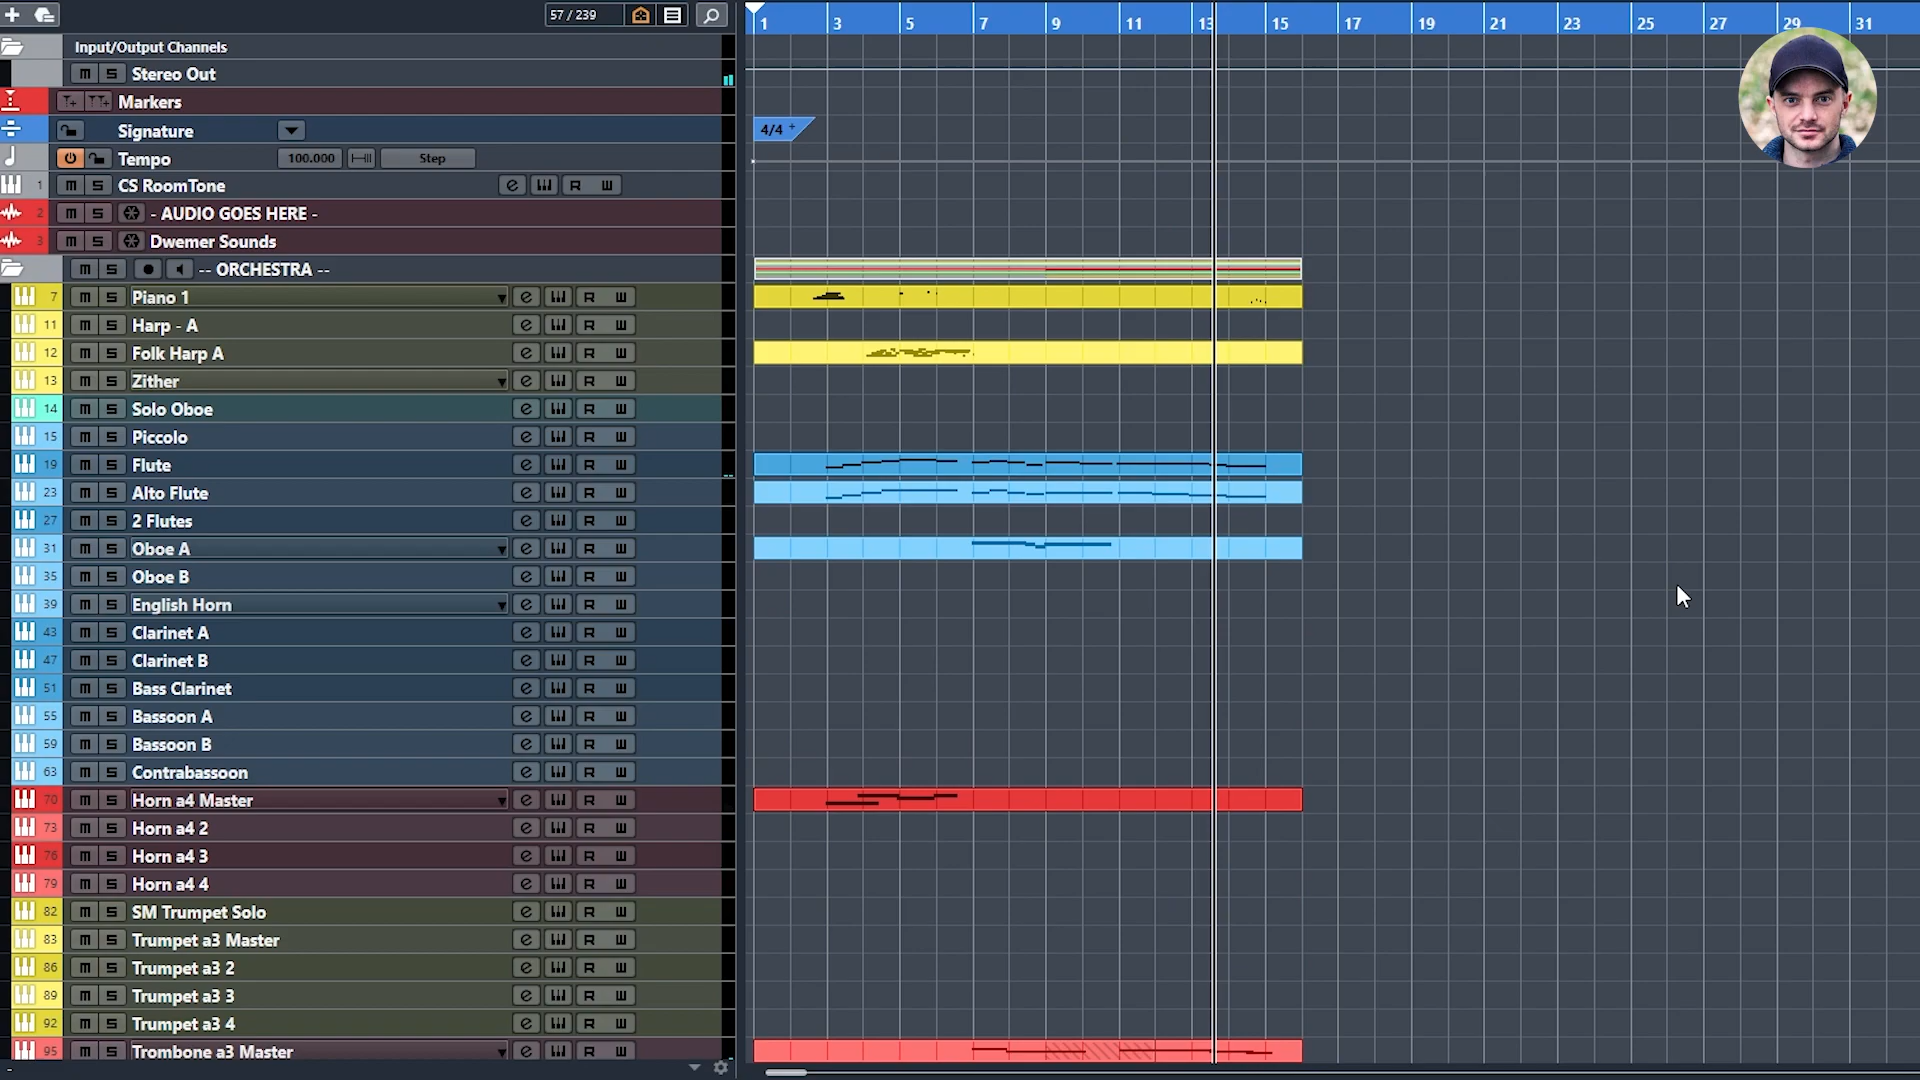 57 / 239
1 3 5 7 9 11 13 15 17 19 21 23 25 27 29 31
Input/Output Channels
m S Stereo Out
Markers
Signature
4/4 +
Tempo 100.000 Step
1 m S CS RoomTone e R W
2 m S - AUDIO GOES HERE -
3 m S Dwemer Sounds
m S -- ORCHESTRA --
7 m S Piano 1 e R W
11 m S Harp - A e R W
12 m S Folk Harp A e R W
13 m S Zither e R W
14 m S Solo Oboe e R W
15 m S Piccolo e R W
19 m S Flute e R W
23 m S Alto Flute e R W
27 m S 2 Flutes e R W
31 m S Oboe A e R W
35 m S Oboe B e R W
39 m S English Horn e R W
43 m S Clarinet A e R W
47 m S Clarinet B e R W
51 m S Bass Clarinet e R W
55 m S Bassoon A e R W
59 m S Bassoon B e R W
63 m S Contrabassoon e R W
70 m S Horn a4 Master e R W
73 m S Horn a4 2 e R W
76 m S Horn a4 3 e R W
79 m S Horn a4 4 e R W
82 m S SM Trumpet Solo e R W
83 m S Trumpet a3 Master e R W
86 m S Trumpet a3 2 e R W
89 m S Trumpet a3 3 e R W
92 m S Trumpet a3 4 e R W
95 m S Trombone a3 Master e R W